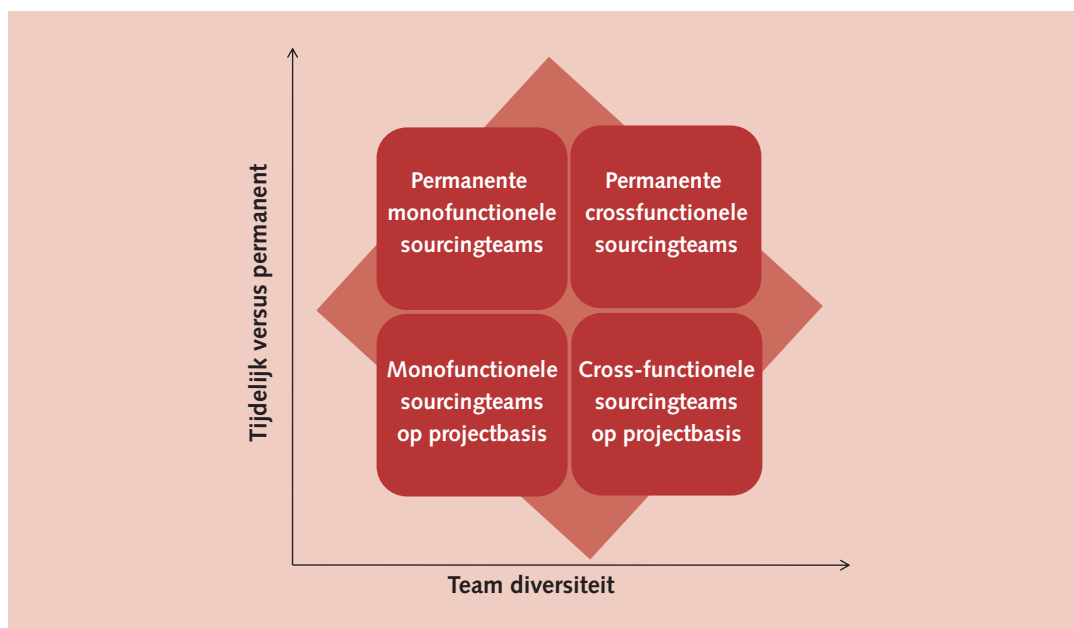 Tijdelijk versus permanent
Permanente
monofunctionele
sourcingteams
Permanente
crossfunctionele
sourcingteams
Monofunctionele
sourcingteams
op projectbasis
Cross-functionele
sourcingteams
op projectbasis
Team diversiteit